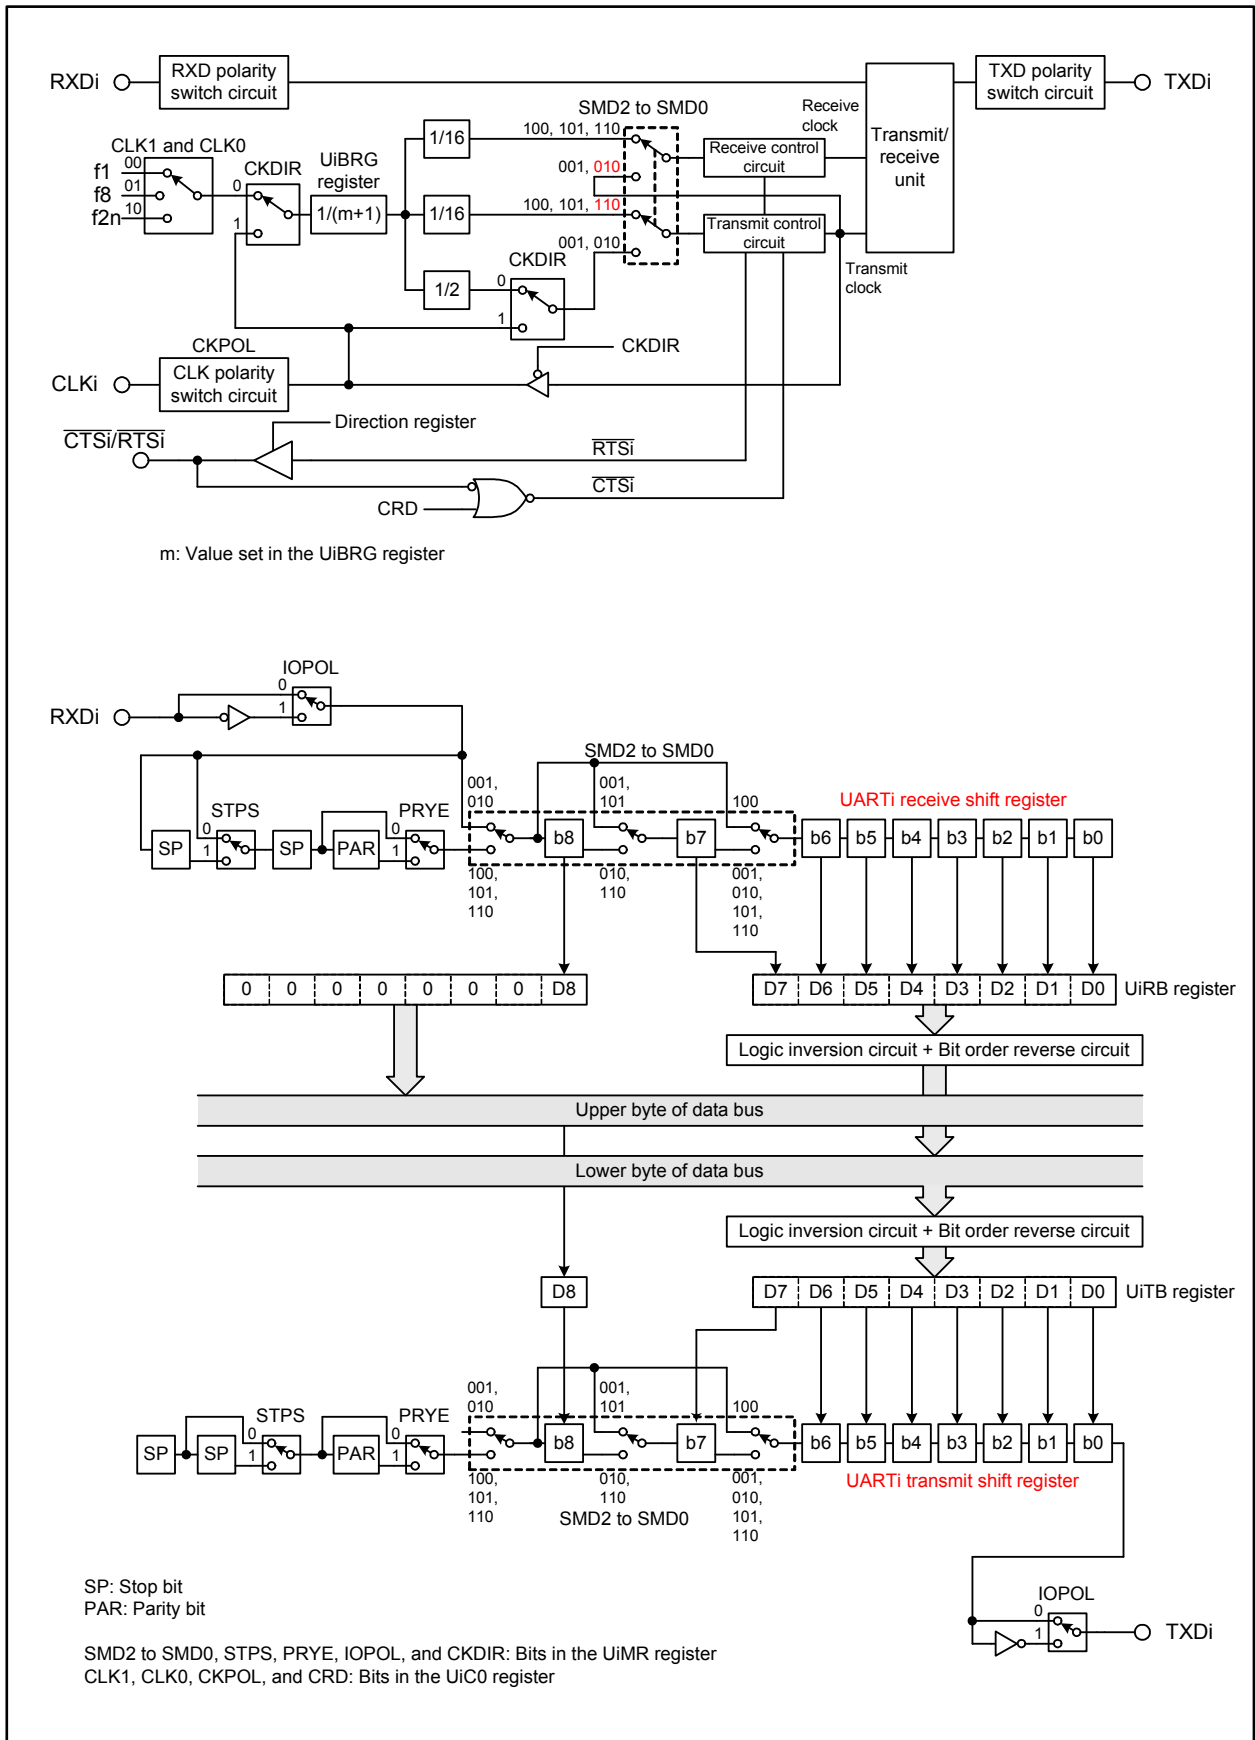 RXDi
RXD polarity
switch circuit
TXD polarity
switch circuit
TXDi
SMD2 to SMD0
Receive
clock
Transmit/
receive
unit
CLK1 and CLK0
00
f1
01
f8
10
f2n
CKDIR
0
1
UiBRG
register
1/(m+1)
1/16
100, 101, 110
Receive control
circuit
001, 010
1/16
100, 101, 110
Transmit control
circuit
001, 010
CKDIR
1/2
0
1
Transmit
clock
CKPOL
CKDIR
CLKi
CLK polarity
switch circuit
Direction register
CTSi/RTSi
RTSi
CTSi
CRD
m: Value set in the UiBRG register
IOPOL
0
1
RXDi
SMD2 to SMD0
STPS
PRYE
001,
010
001,
101
100
UARTi receive shift register
SP
0
1
SP
PAR
0
1
b8
b7
b6
b5
b4
b3
b2
b1
b0
100,
101,
110
010,
110
001,
010,
101,
110
0 0 0 0 0 0 0 D8
D7 D6 D5 D4 D3 D2 D1 D0
UiRB register
Logic inversion circuit + Bit order reverse circuit
Upper byte of data bus
Lower byte of data bus
Logic inversion circuit + Bit order reverse circuit
D8
D7 D6 D5 D4 D3 D2 D1 D0
UiTB register
STPS
PRYE
001,
010
001,
101
100
SP
SP
0
1
PAR
0
1
b8
b7
b6
b5
b4
b3
b2
b1
b0
100,
101,
110
010,
110
001,
010,
101,
110
SMD2 to SMD0
UARTi transmit shift register
SP: Stop bit
PAR: Parity bit
IOPOL
0
1
TXDi
SMD2 to SMD0, STPS, PRYE, IOPOL, and CKDIR: Bits in the UiMR register
CLK1, CLK0, CKPOL, and CRD: Bits in the UiC0 register